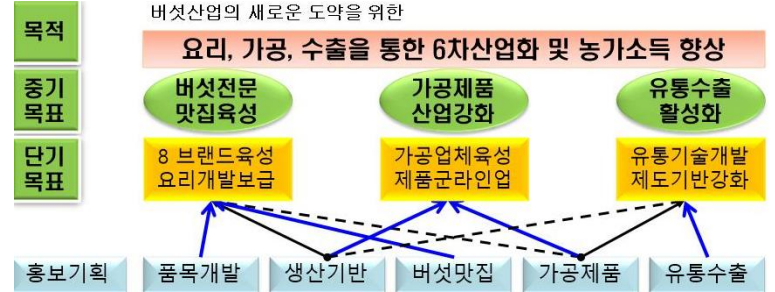 목적
버섯산업의 새로운 도약을 위한
요리, 가공, 수출을 통한 6차산업화 및 농가소득 향상
중기
목표
버섯전문
맛집육성
가공제품
산업강화
유통수출
활성화
단기
목표
8 브랜드육성
요리개발보급
가공업체육성
제품군라인업
유통기술개발
제도기반강화
홍보기획
품목개발
생산기반
버섯맛집
가공제품
유통수출